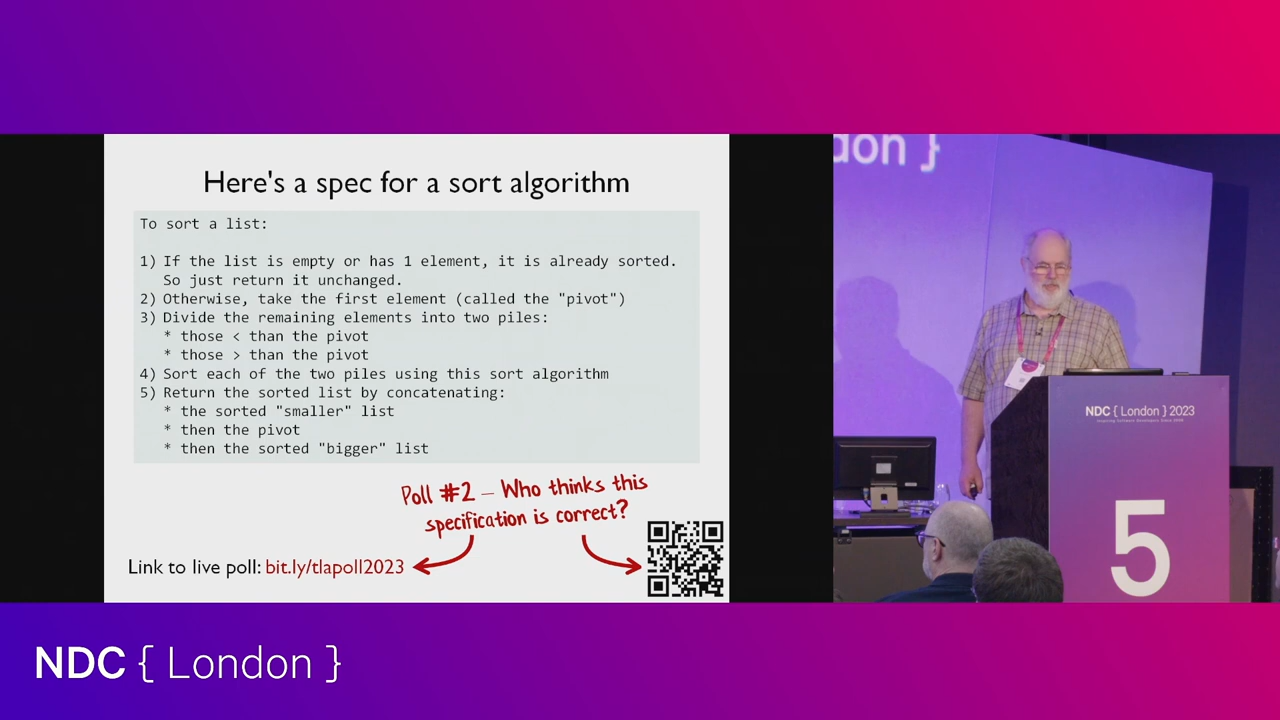 don }
Here's a spec for a sort algorithm
To sort a list:
1) If the list is empty or has 1 element, it is already sorted.
So just return it unchanged.
2) Otherwise, take the first element (called the "pivot")
3) Divide the remaining elements into two piles:
* those < than the pivot
* those > than the pivot
4) Sort each of the two piles using this sort algorithm
5) Return the sorted list by concatenating:
* the sorted "smaller" list
* then the pivot
* then the sorted "bigger" list
Poll #2 – Who thinks this
specification is correct?
Link to live poll: bit.ly/tlapoll2023
NDC { London } 2023
Inspiring Software Developers Since 2008
5
NDC { London }